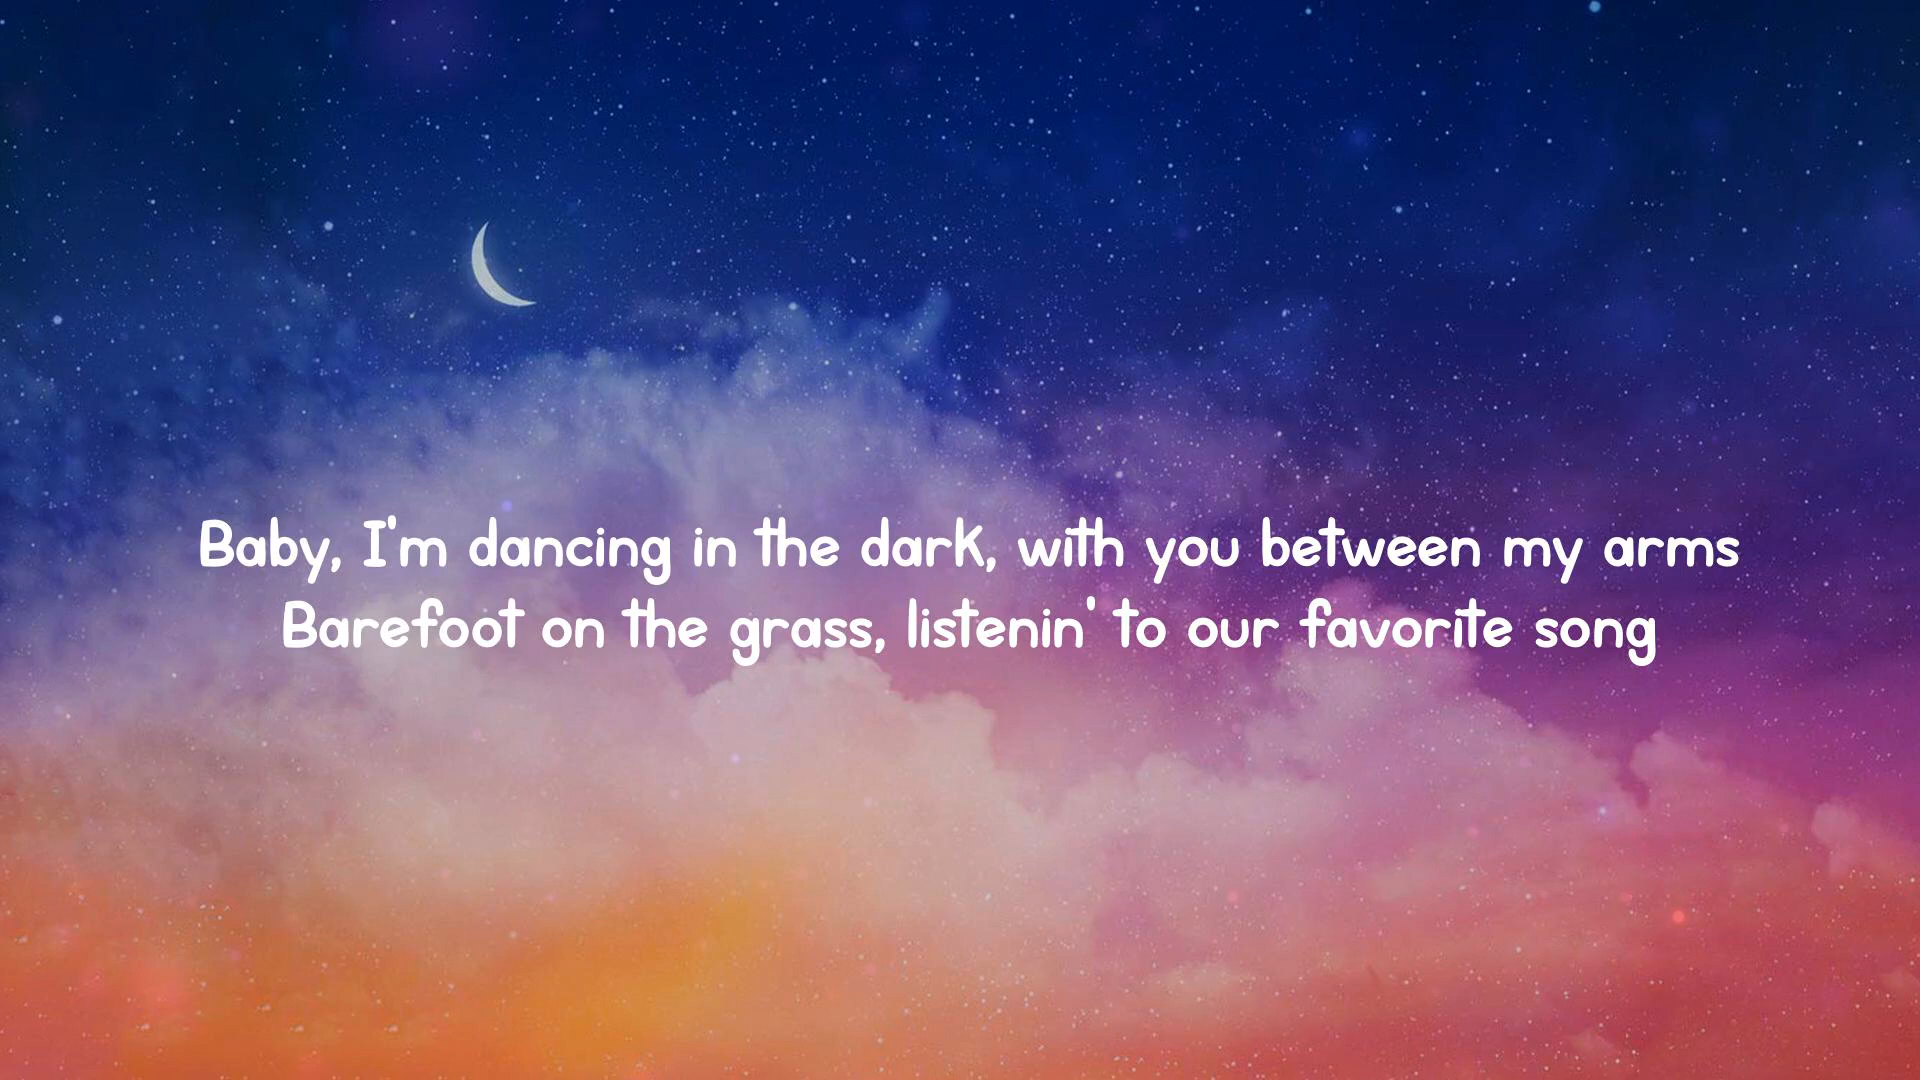 Baby, I'm dancing in the dark, with you between my arms
Barefoot on the grass, listenin' to our favorite song